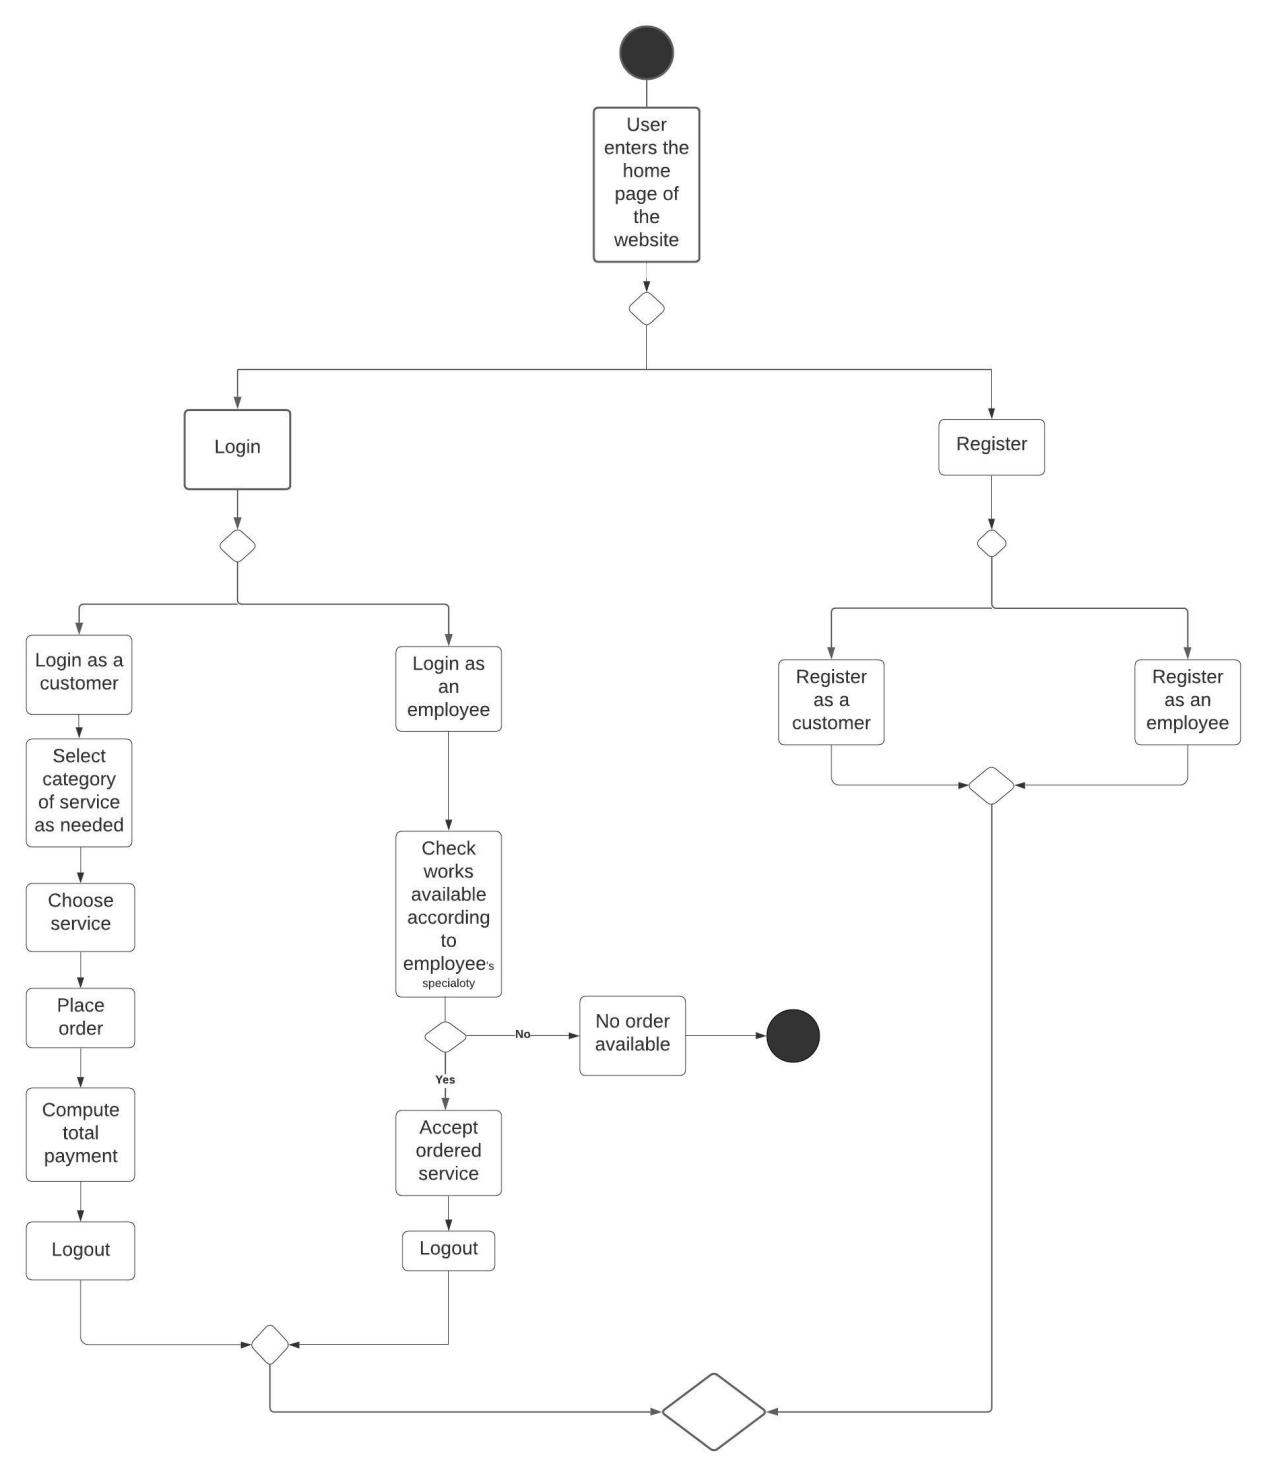 User
enters the
home
page of
the
website
Login
Register
Login as a
customer
Login as
an
employee
Register
as a
customer
Register
as an
employee
Select
category
of service
as needed
Check
works
available
according
to
employee's
specialoty
Choose
service
Place
order
No
No order
available
Yes
Compute
total
payment
Accept
ordered
service
Logout
Logout